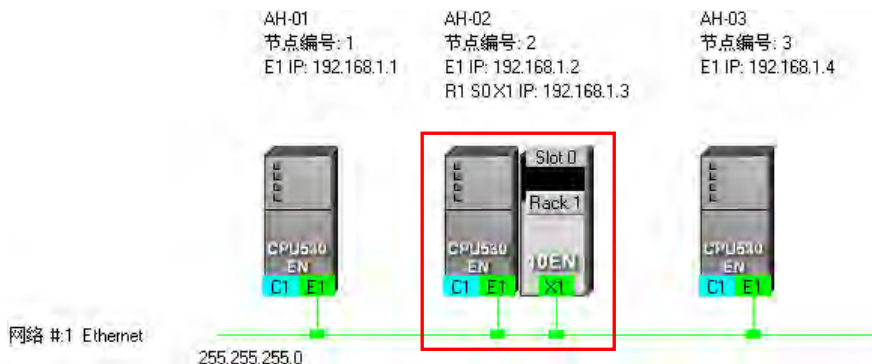 AH-01
节点编号: 1
E1 IP: 192.168.1.1
AH-02
节点编号: 2
E1 IP: 192.168.1.2
R1 S0 X1 IP: 192.168.1.3
AH-03
节点编号: 3
E1 IP: 192.168.1.4
CPU530
EN
C1 E1
CPU530
EN
C1 E1
Slot 0
Rack 1
10EN
X1
CPU530
EN
C1 E1
网络 #:1 Ethernet
255.255.255.0